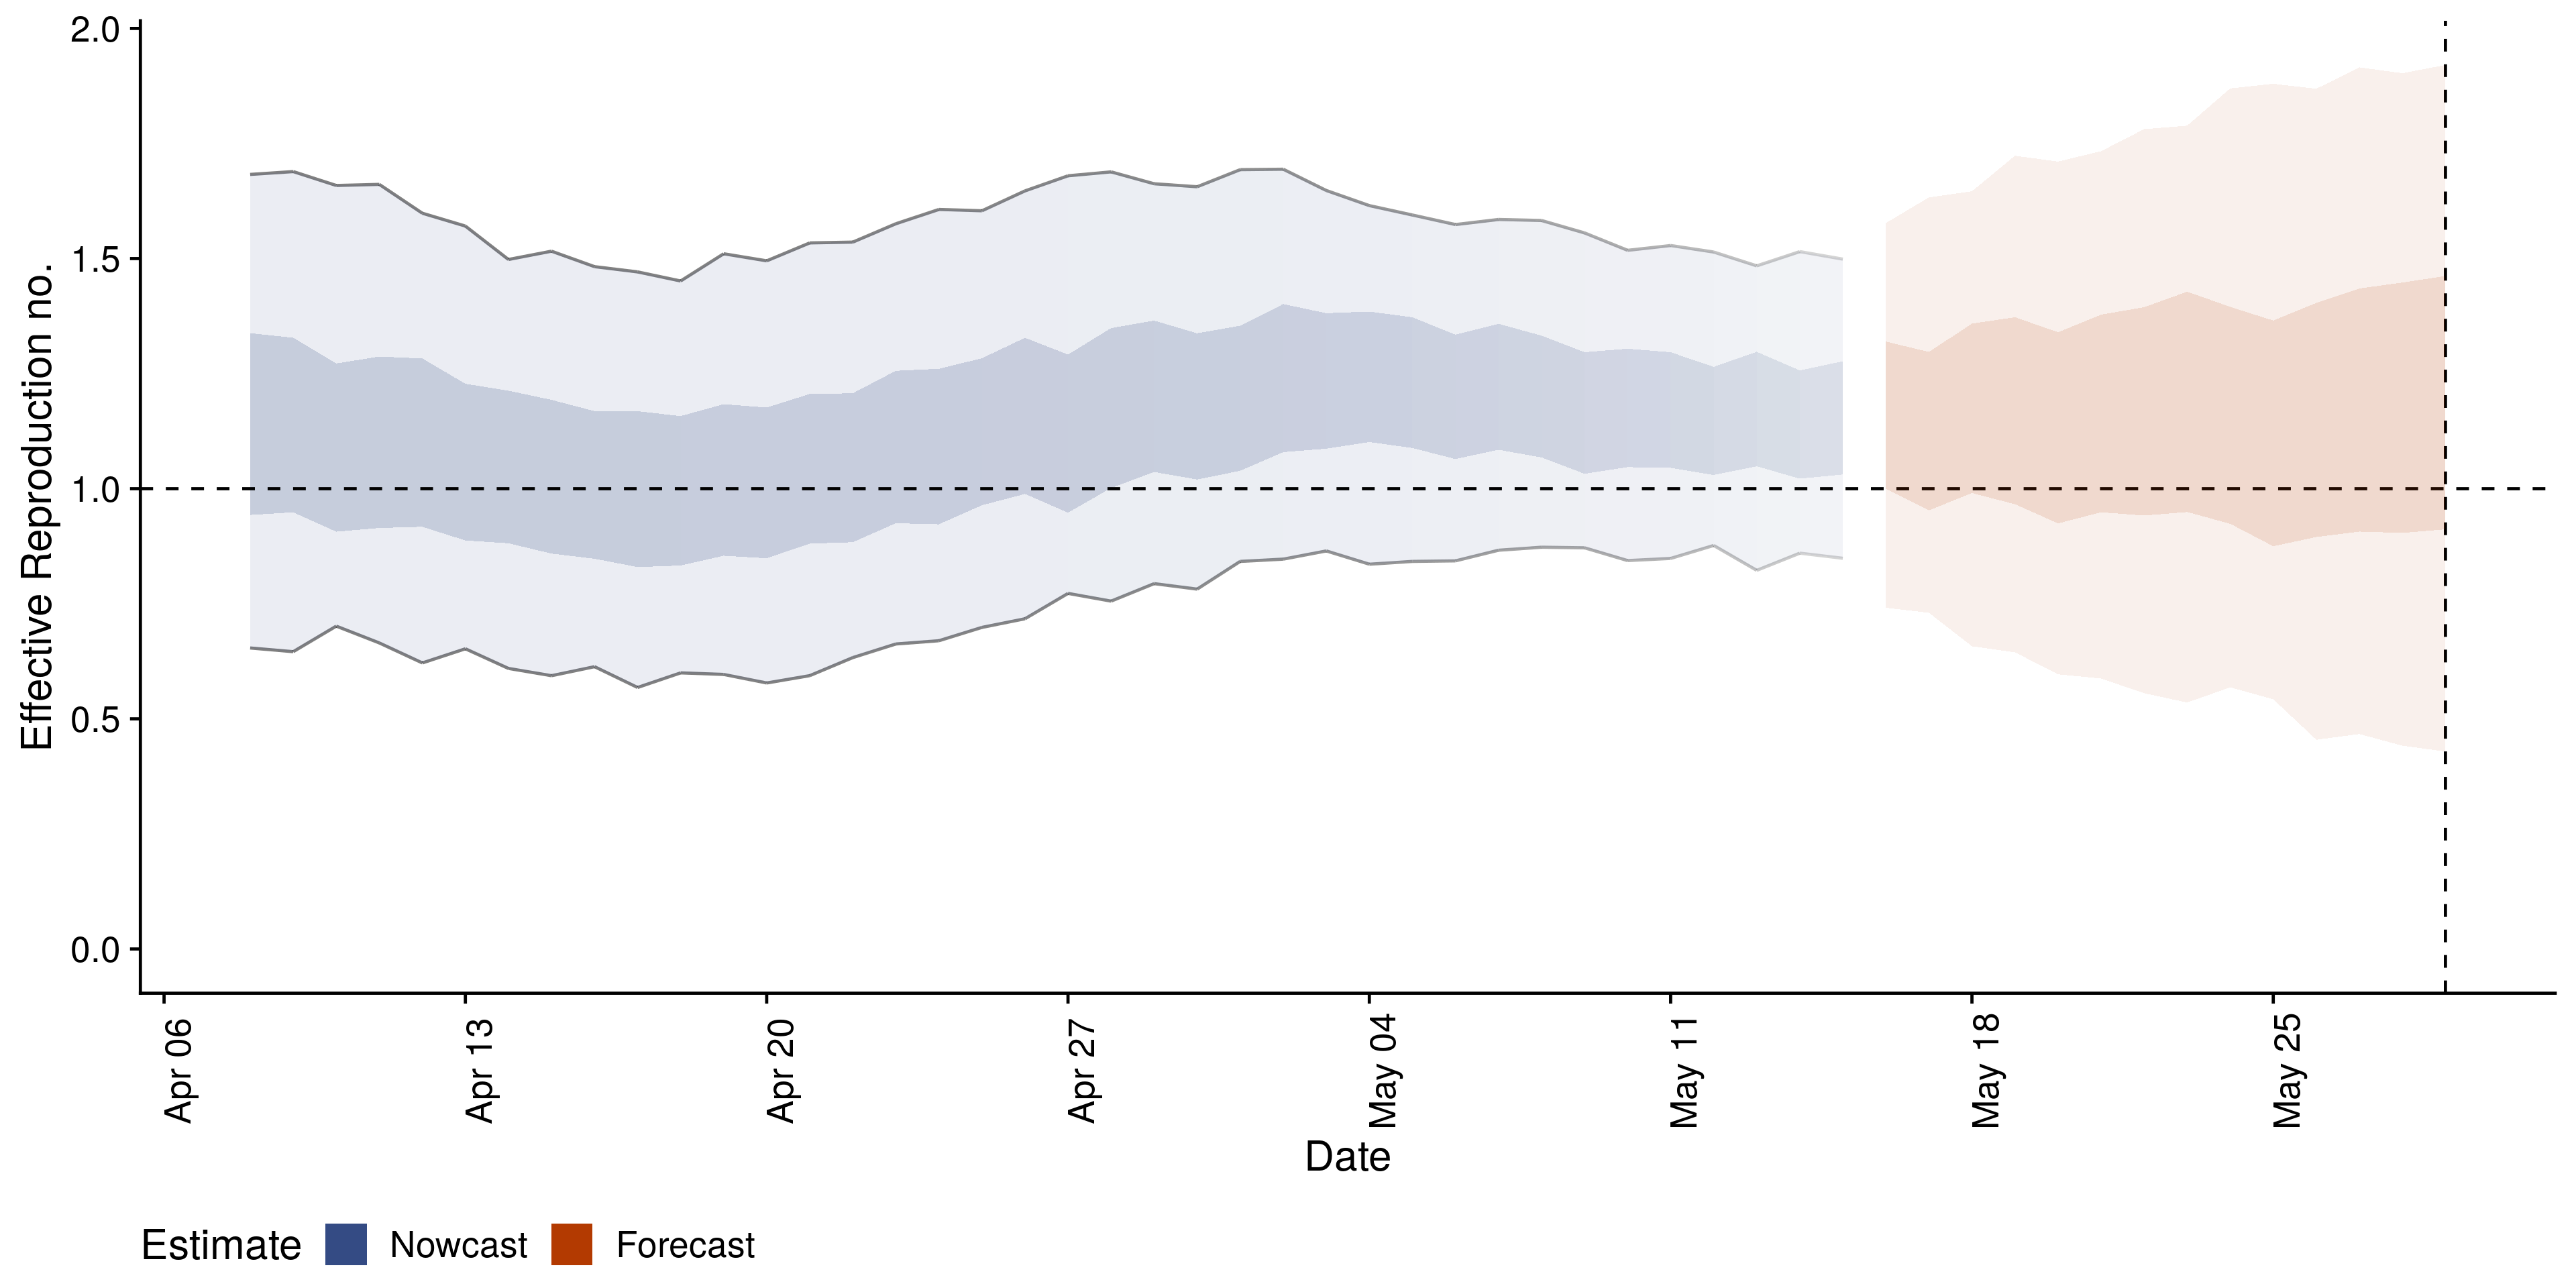 Effective Reproduction no.
2.0
1.5
1.0
0.5
0.0
Apr 06
Apr 13
Apr 20
Apr 27
May 04
May 11
May 18
May 25
Date
Estimate Nowcast Forecast